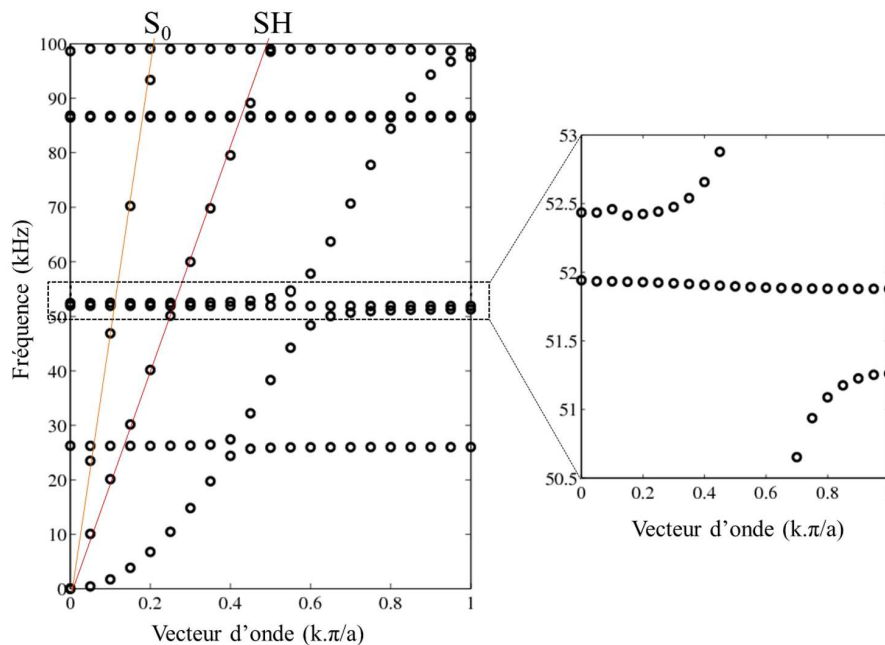 S₀ SH
100
90
80
70
60
50
40
30
20
10
0
Fréquence (kHz)
0 0.2 0.4 0.6 0.8 1
Vecteur d’onde (k.π/a)
53
52.5
52
51.5
51
50.5
0 0.2 0.4 0.6 0.8
Vecteur d’onde (k.π/a)